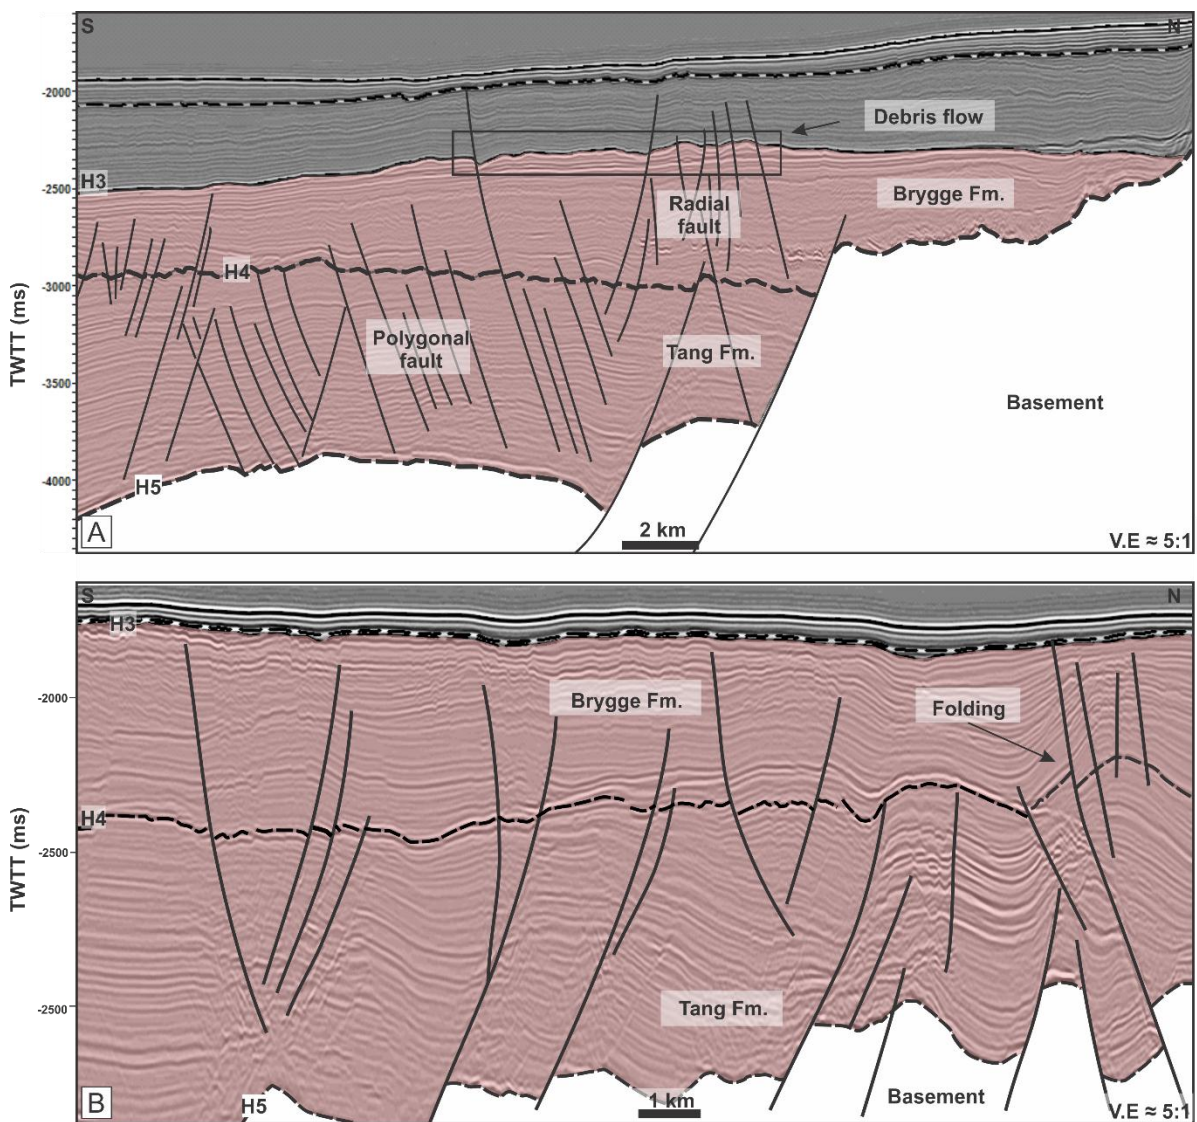 S
N
-2000
Debris flow
H3
-2500
Brygge Fm.
Radial
fault
H4
-3000
TWTT (ms)
Polygonal
fault
Tang Fm.
-3500
Basement
-4000
H5
A
2 km
V.E ≈ 5:1
S
N
H3
-2000
Brygge Fm.
Folding
H4
TWTT (ms)
-2500
-2500
Tang Fm.
H5
B
1 km
Basement
V.E ≈ 5:1